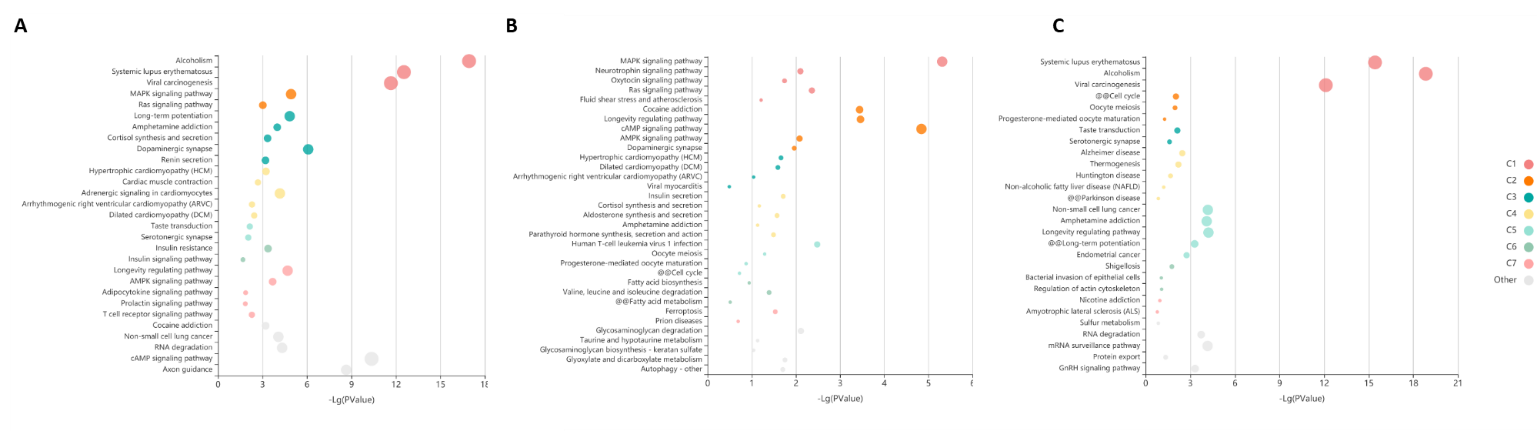 A
Alcoholism
Systemic lupus erythematosus
Viral carcinogenesis
MAPK signaling pathway
Ras signaling pathway
Long-term potentiation
Amphetamine addiction
Cortisol synthesis and secretion
Dopaminergic synapse
Renin secretion
Hypertrophic cardiomyopathy (HCM)
Cardiac muscle contraction
Adrenergic signaling in cardiomyocytes
Arrhythmogenic right ventricular cardiomyopathy (ARVC)
Dilated cardiomyopathy (DCM)
Taste transduction
Serotonergic synapse
Insulin resistance
Insulin signaling pathway
Longevity regulating pathway
AMPK signaling pathway
Adipocytokine signaling pathway
Prolactin signaling pathway
T cell receptor signaling pathway
Cocaine addiction
Non-small cell lung cancer
RNA degradation
cAMP signaling pathway
Axon guidance
0 3 6 9 12 15 18
-Lg(PValue)
B
MAPK signaling pathway
Neurotrophin signaling pathway
Oxytocin signaling pathway
Ras signaling pathway
Fluid shear stress and atherosclerosis
Cocaine addiction
Longevity regulating pathway
cAMP signaling pathway
AMPK signaling pathway
Dopaminergic synapse
Hypertrophic cardiomyopathy (HCM)
Dilated cardiomyopathy (DCM)
Arrhythmogenic right ventricular cardiomyopathy (ARVC)
Viral myocarditis
Insulin secretion
Cortisol synthesis and secretion
Aldosterone synthesis and secretion
Amphetamine addiction
Parathyroid hormone synthesis, secretion and action
Human T-cell leukemia virus 1 infection
Oocyte meiosis
Progesterone-mediated oocyte maturation
@@Cell cycle
Fatty acid biosynthesis
Valine, leucine and isoleucine degradation
@@Fatty acid metabolism
Ferroptosis
Prion diseases
Glycosaminoglycan degradation
Taurine and hypotaurine metabolism
Glycosaminoglycan biosynthesis - keratan sulfate
Glyoxylate and dicarboxylate metabolism
Autophagy - other
0 1 2 3 4 5 6
-Lg(PValue)
C
Systemic lupus erythematosus
Alcoholism
Viral carcinogenesis
@@Cell cycle
Oocyte meiosis
Progesterone-mediated oocyte maturation
Taste transduction
Serotonergic synapse
Alzheimer disease
Thermogenesis
Huntington disease
Non-alcoholic fatty liver disease (NAFLD)
@@Parkinson disease
Non-small cell lung cancer
Amphetamine addiction
Longevity regulating pathway
@@Long-term potentiation
Endometrial cancer
Shigellosis
Bacterial invasion of epithelial cells
Regulation of actin cytoskeleton
Nicotine addiction
Amyotrophic lateral sclerosis (ALS)
Sulfur metabolism
RNA degradation
mRNA surveillance pathway
Protein export
GnRH signaling pathway
0 3 6 9 12 15 18 21
-Lg(PValue)
C1
C2
C3
C4
C5
C6
C7
Other